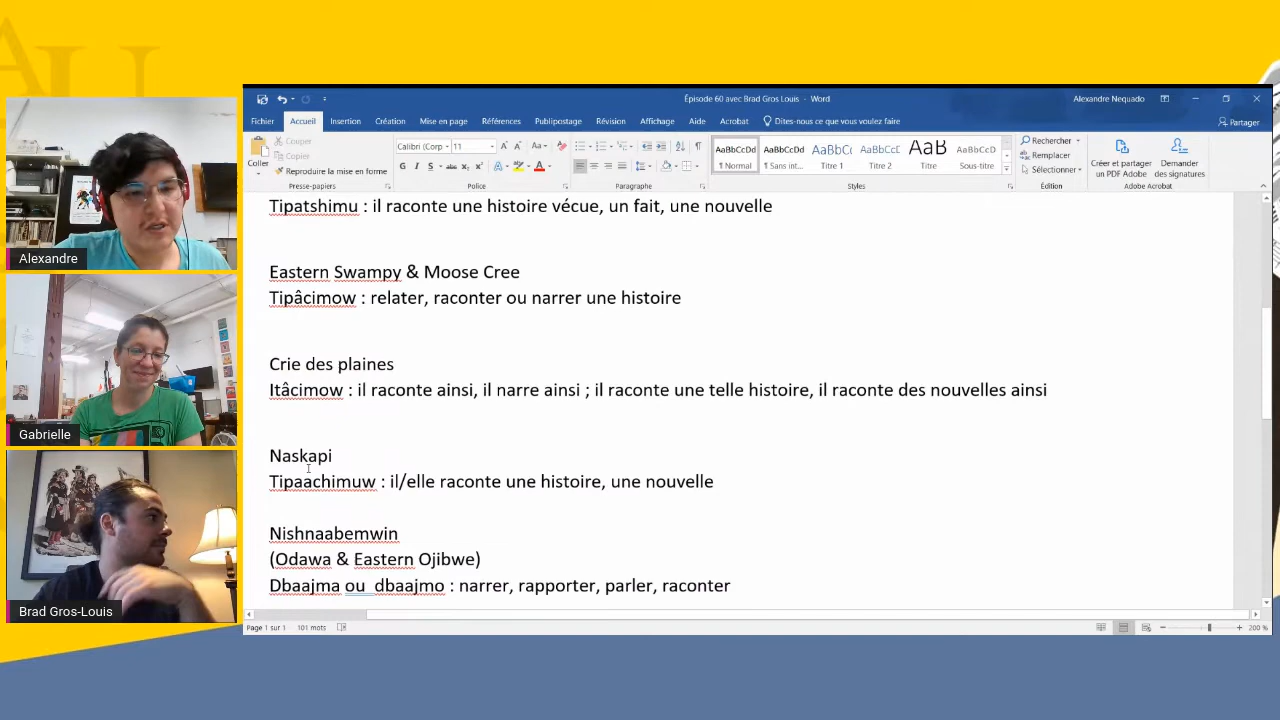 Épisode 60 avec Brad Gros Louis - Word
Alexandre Nequado
Fichier Accueil Insertion Création Mise en page Références Publipostage Révision Affichage Aide Acrobat Dites-nous ce que vous voulez faire Partager
Coller
Couper
Copier
Reproduire la mise en forme
Presse-papiers
Calibri (Corp 11
G I S abc
Police
Paragraphe
AaBbCcDd AaBbCcDd AaBbCc AaBbCcC AaB AaBbCcD
¶ Normal ¶ Sans int... Titre 1 Titre 2 Titre Sous-titre
Styles
Rechercher
Remplacer
Sélectionner
Édition
Créer et partager un PDF Adobe
Demander des signatures
Adobe Acrobat
Tipatshimu : il raconte une histoire vécue, un fait, une nouvelle
Eastern Swampy & Moose Cree
Tipâcimow : relater, raconter ou narrer une histoire
Crie des plaines
Itâcimow : il raconte ainsi, il narre ainsi ; il raconte une telle histoire, il raconte des nouvelles ainsi
Naskapi
Tipaachimuw : il/elle raconte une histoire, une nouvelle
Nishnaabemwin
(Odawa & Eastern Ojibwe)
Dbaajma ou dbaajmo : narrer, rapporter, parler, raconter
Page 1 sur 1 101 mots
200 %
Alexandre
Gabrielle
Brad Gros-Louis